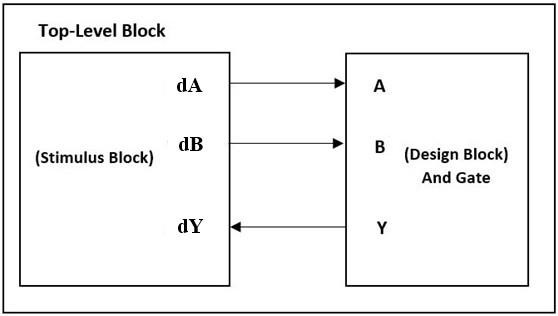 Top-Level Block
dA
A
(Stimulus Block)
dB
B
(Design Block)
And Gate
dY
Y